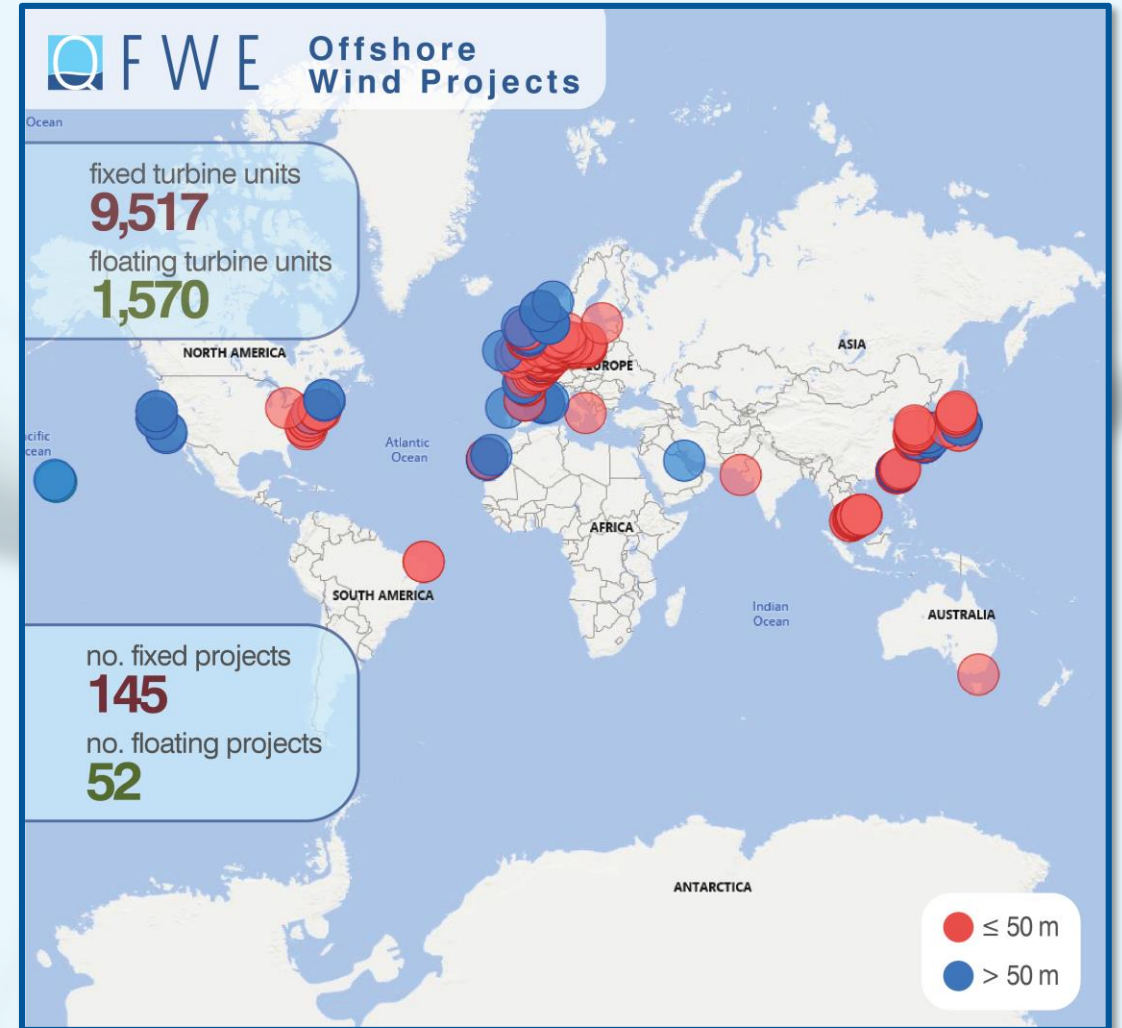 QFWE
Offshore
Wind Projects
Ocean
fixed turbine units
9,517
floating turbine units
1,570
NORTH AMERICA
ASIA
EUROPE
cific
cean
Atlantic
Ocean
AFRICA
SOUTH AMERICA
Indian
Ocean
AUSTRALIA
no. fixed projects
145
no. floating projects
52
ANTARCTICA
≤ 50 m
> 50 m